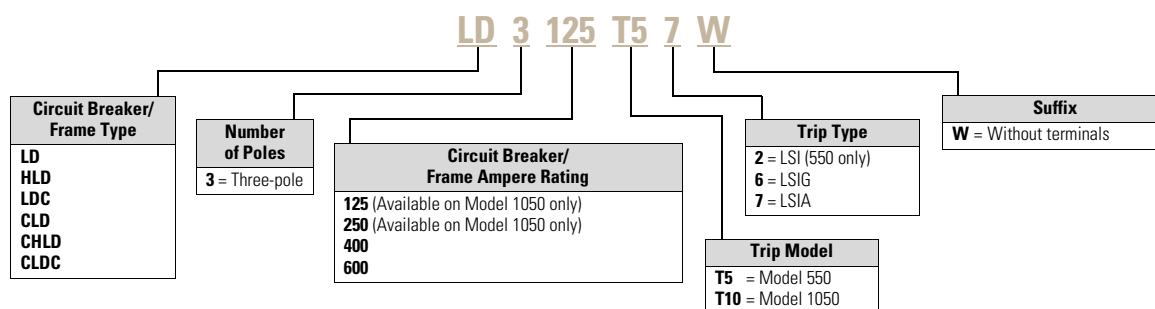 LD 3 125 T5 7 W
Circuit Breaker/
Frame Type
LD
HLD
LDC
CLD
CHLD
CLDC
Number
of Poles
3 = Three-pole
Circuit Breaker/
Frame Ampere Rating
125 (Available on Model 1050 only)
250 (Available on Model 1050 only)
400
600
Trip Model
T5 = Model 550
T10 = Model 1050
Trip Type
2 = LSI (550 only)
6 = LSIG
7 = LSIA
Suffix
W = Without terminals